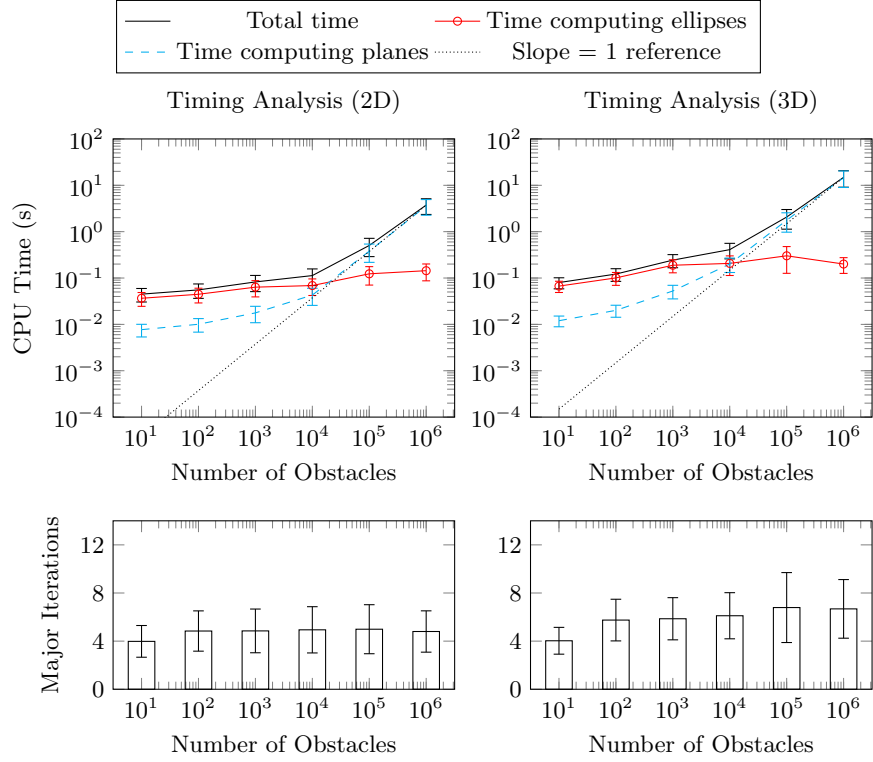 Total time
Time computing ellipses
Time computing planes
Slope = 1 reference
Timing Analysis (2D)
Timing Analysis (3D)
CPU Time (s)
10^2
10^1
10^0
10^-1
10^-2
10^-3
10^-4
10^1 10^2 10^3 10^4 10^5 10^6
Number of Obstacles
10^2
10^1
10^0
10^-1
10^-2
10^-3
10^-4
10^1 10^2 10^3 10^4 10^5 10^6
Number of Obstacles
Major Iterations
12
8
4
0
10^1 10^2 10^3 10^4 10^5 10^6
Number of Obstacles
12
8
4
0
10^1 10^2 10^3 10^4 10^5 10^6
Number of Obstacles